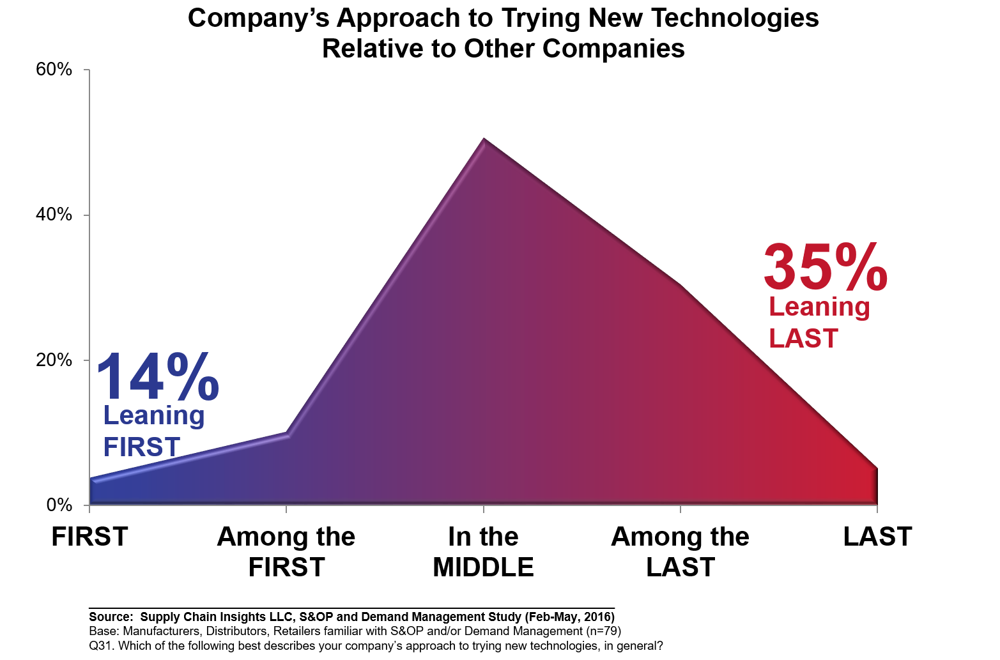 Company’s Approach to Trying New Technologies
Relative to Other Companies
60%
40%
20%
0%
14%
Leaning
FIRST
35%
Leaning
LAST
FIRST
Among the
FIRST
In the
MIDDLE
Among the
LAST
LAST
Source:  Supply Chain Insights LLC, S&OP and Demand Management Study (Feb-May, 2016)
Base: Manufacturers, Distributors, Retailers familiar with S&OP and/or Demand Management (n=79)
Q31. Which of the following best describes your company’s approach to trying new technologies, in general?